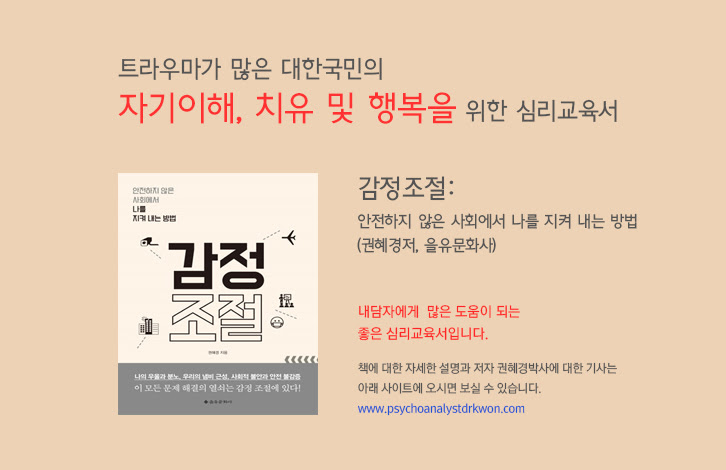 트라우마가 많은 대한국민의
자기이해, 치유 및 행복을 위한 심리교육서
안전하지 않은
사회에서
나를
지켜 내는 방법
감정
조절
권혜경 지음
나의 우울과 분노, 우리의 냄비 근성, 사회적 불안과 안전 불감증
이 모든 문제 해결의 열쇠는 감정 조절에 있다!
을유문화사
감정조절:
안전하지 않은 사회에서 나를 지켜 내는 방법
(권혜경저, 을유문화사)
내담자에게 많은 도움이 되는
좋은 심리교육서입니다.
책에 대한 자세한 설명과 저자 권혜경박사에 대한 기사는
아래 사이트에 오시면 보실 수 있습니다.
www.psychoanalystdrkwon.com